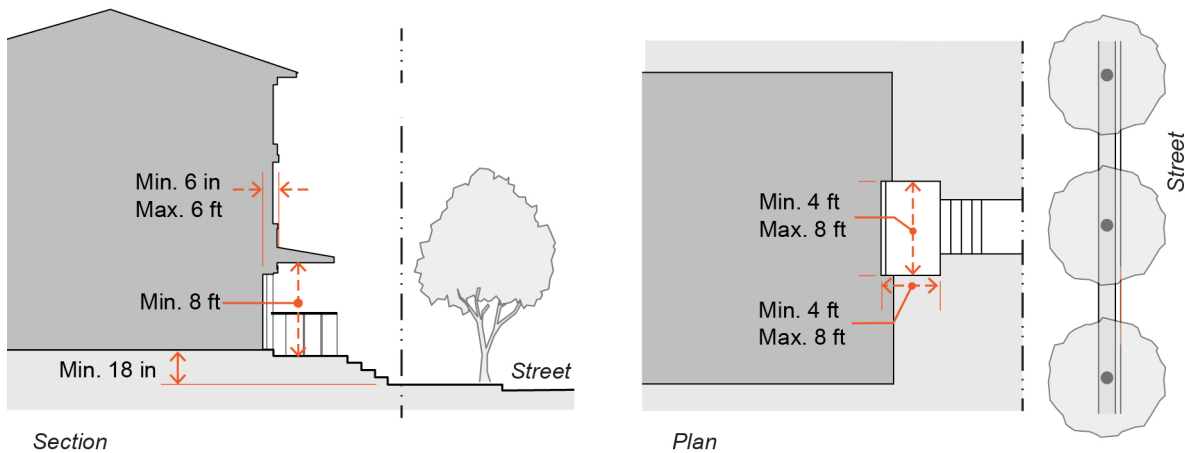 Min. 6 in
Max. 6 ft
Min. 8 ft
Min. 18 in
Street
Section
Min. 4 ft
Max. 8 ft
Min. 4 ft
Max. 8 ft
Street
Plan